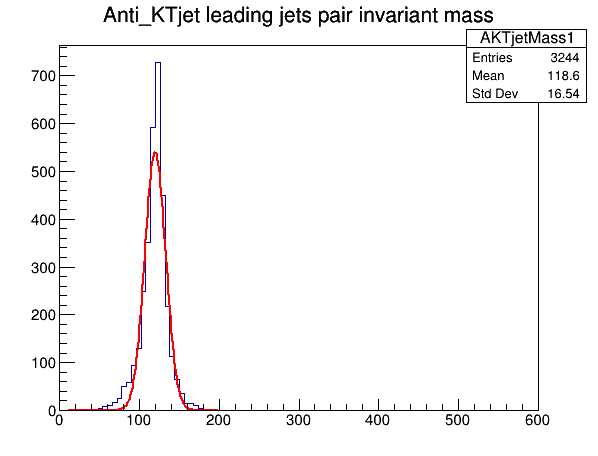 Anti_KTjet leading jets pair invariant mass
AKTjetMass1
Entries 3244
Mean 118.6
Std Dev 16.54
700
600
500
400
300
200
100
0
0 100 200 300 400 500 600